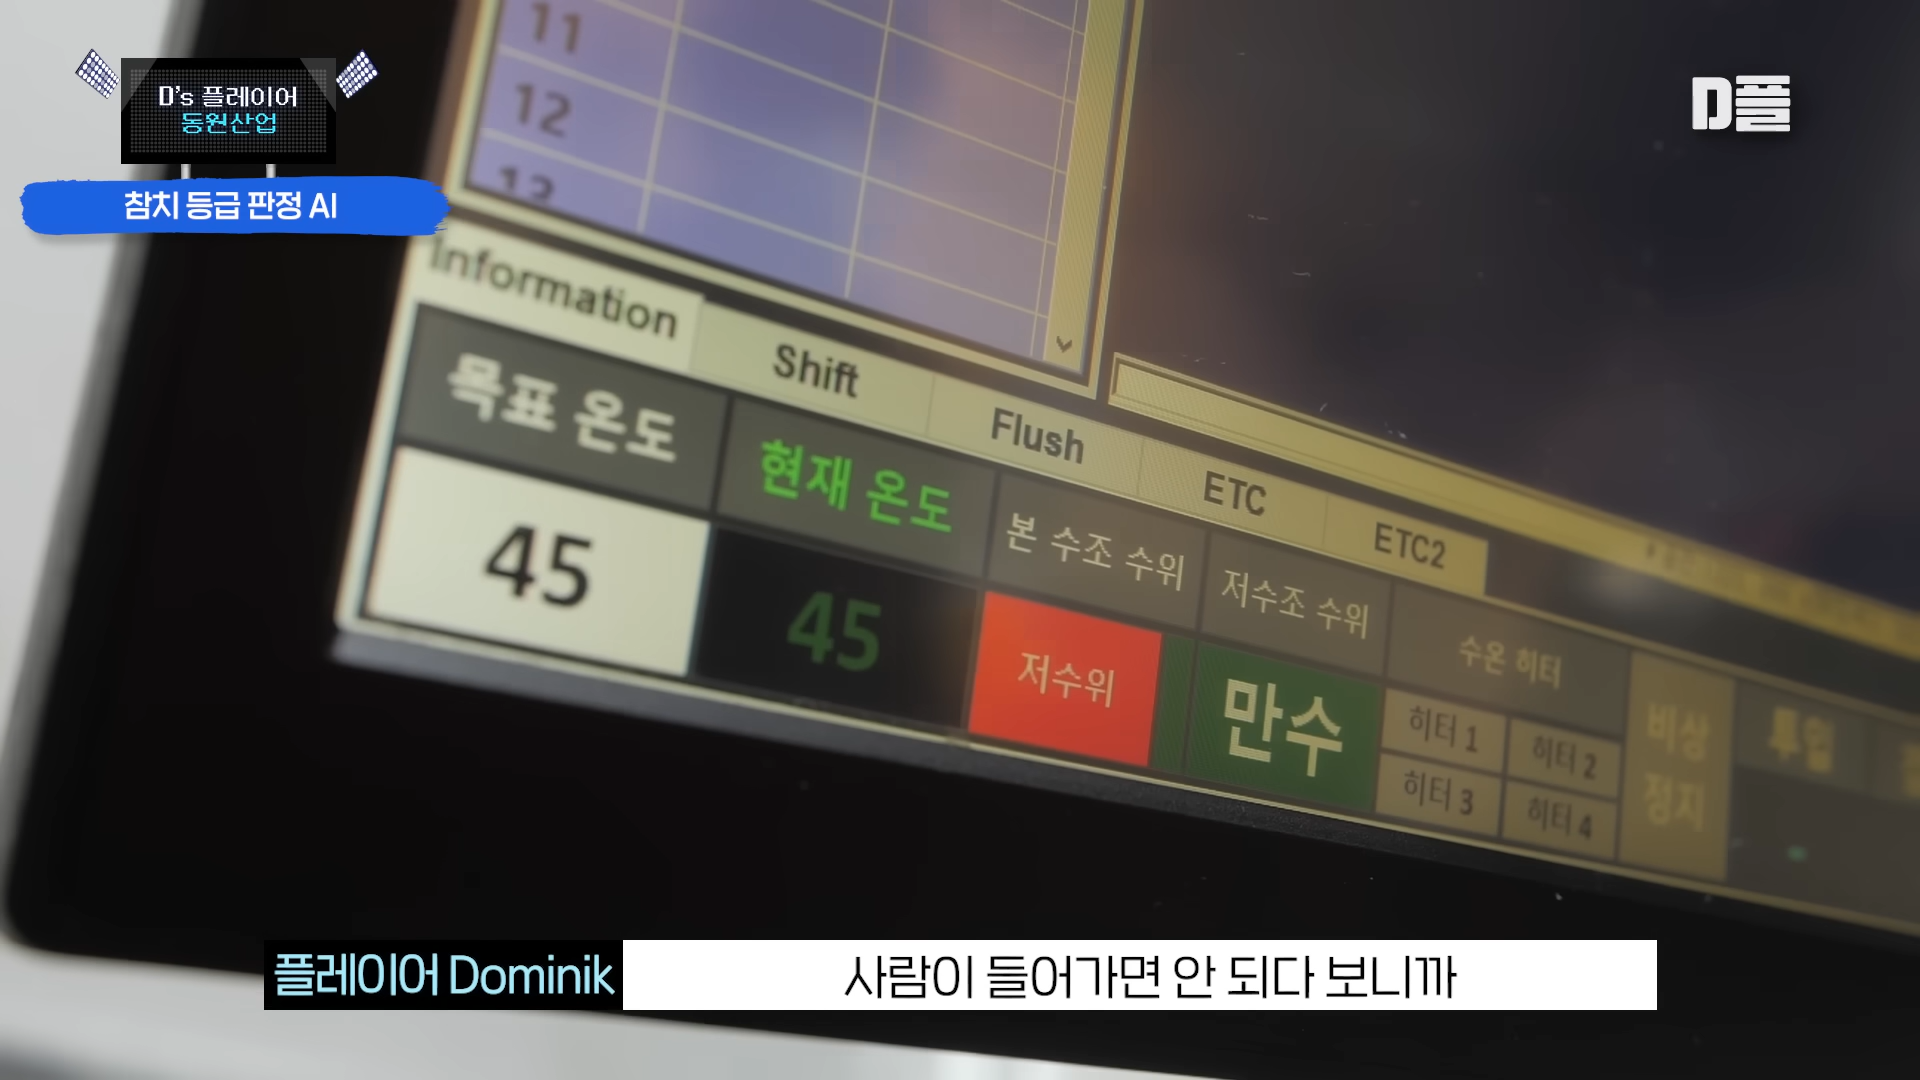 D's 플레이어
동원산업
참치 등급 판정 AI
D플
11
12
13
Information
Shift
Flush
ETC
ETC2
목표 온도
현재 온도
본 수조 수위
저수조 수위
수온 히터
45
45
저수위
만수
히터 1
히터 2
히터 3
히터 4
비상
정지
투입
플레이어 Dominik
사람이 들어가면 안 되다 보니까